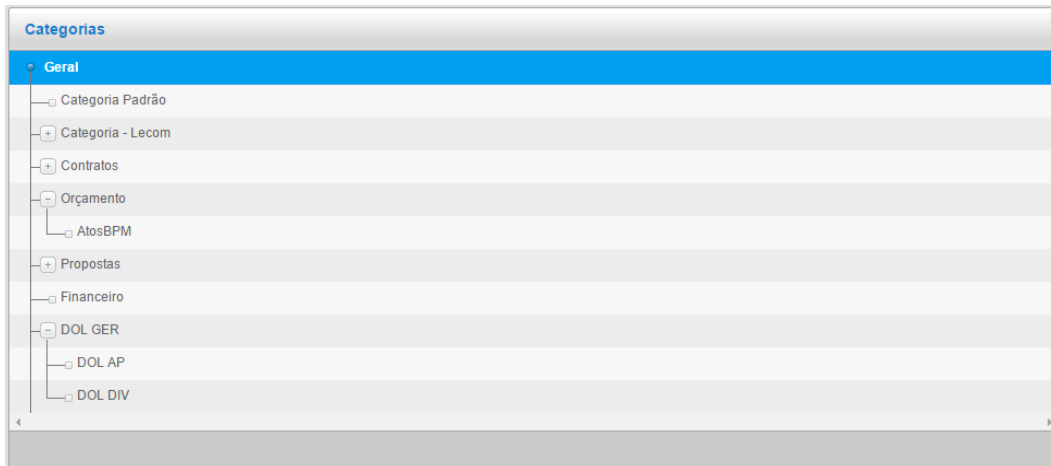 Categorias
Geral
Categoria Padrão
Categoria - Lecom
Contratos
Orçamento
AtosBPM
Propostas
Financeiro
DOL GER
DOL AP
DOL DIV